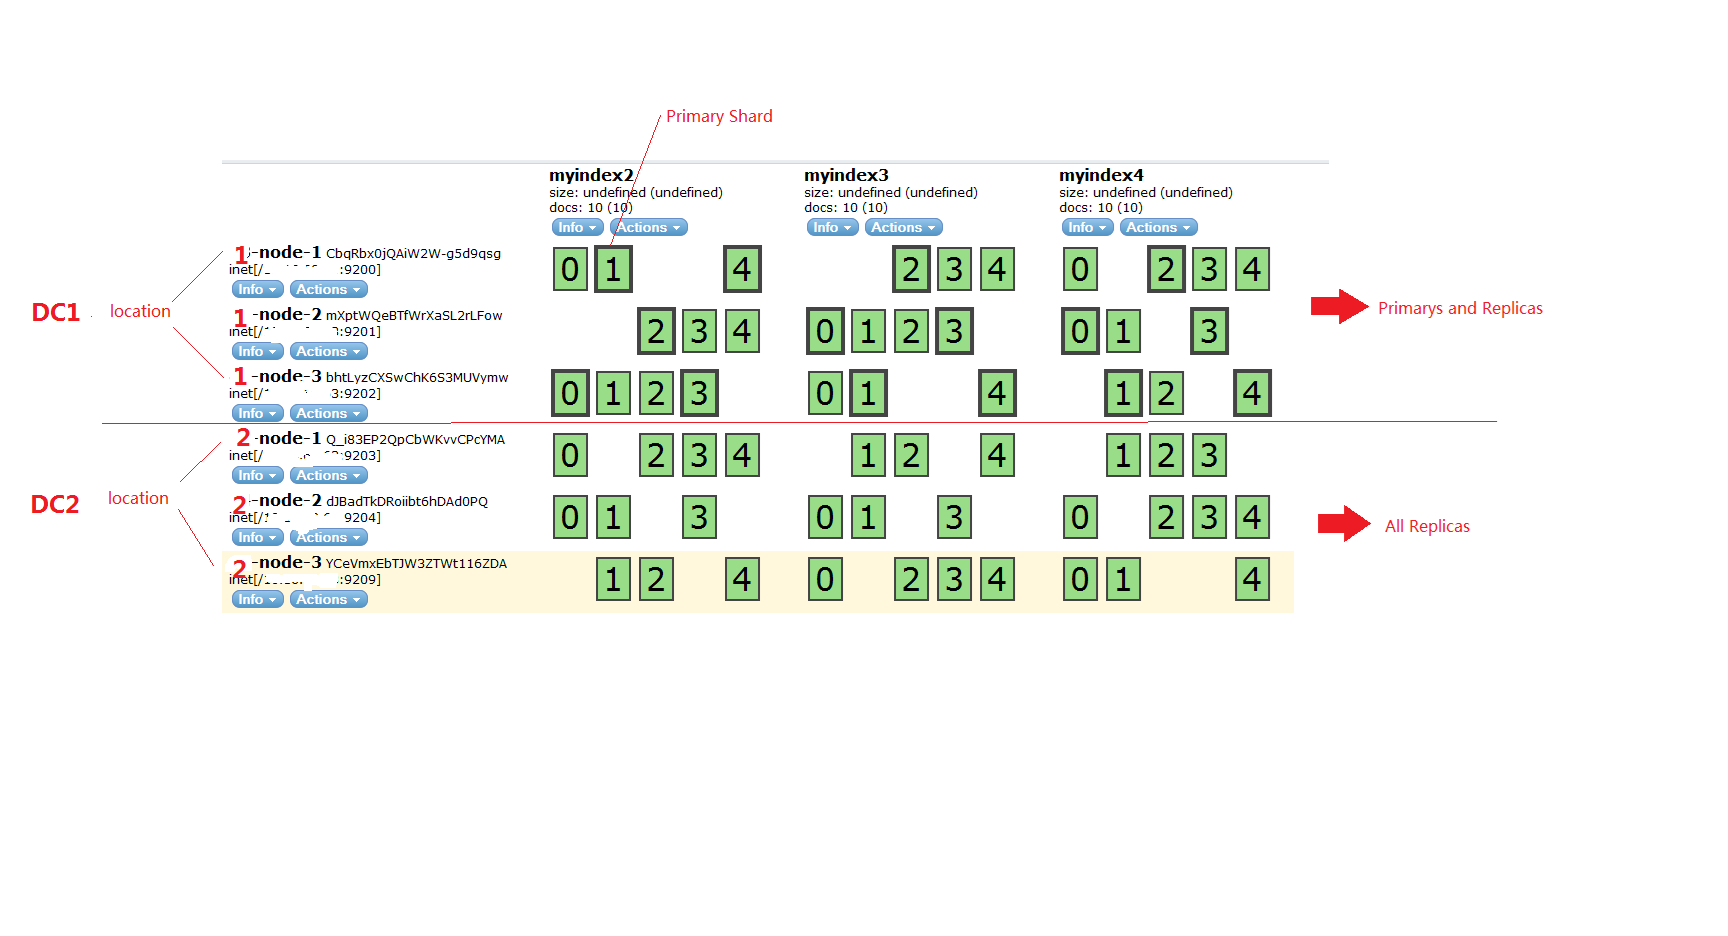 Primary Shard
myindex2 myindex3 myindex4
size: undefined (undefined) size: undefined (undefined) size: undefined (undefined)
docs: 10 (10) docs: 10 (10) docs: 10 (10)
Info Actions Info Actions Info Actions
1-node-1 CbqRbx0jQAiW2W-g5d9qsg 0 1 4 2 3 4 0 2 3 4
inet[/ :9200]
Info Actions
DC1 location
Primarys and Replicas
1-node-2 mXptWQeBTfWrXaSL2rLFow 2 3 4 0 1 2 3 0 1 3
inet[/ :9201]
Info Actions
1-node-3 bhtLyzCXSwChK6S3MUVymw 0 1 2 3 0 1 4 1 2 4
inet[/ 3:9202]
Info Actions
2-node-1 Q_i83EP2QpCbWKvvCPcYMA 0 2 3 4 1 2 4 1 2 3
inet[/ :9203]
Info Actions
DC2 location
2-node-2 dJBadTkDRoiibt6hDAd0PQ 0 1 3 0 1 3 0 2 3 4
inet[/ :9204]
All Replicas
Info Actions
2-node-3 YCeVmxEbTJW3ZTWt116ZDA 1 2 4 0 2 3 4 0 1 4
inet[/ :9209]
Info Actions